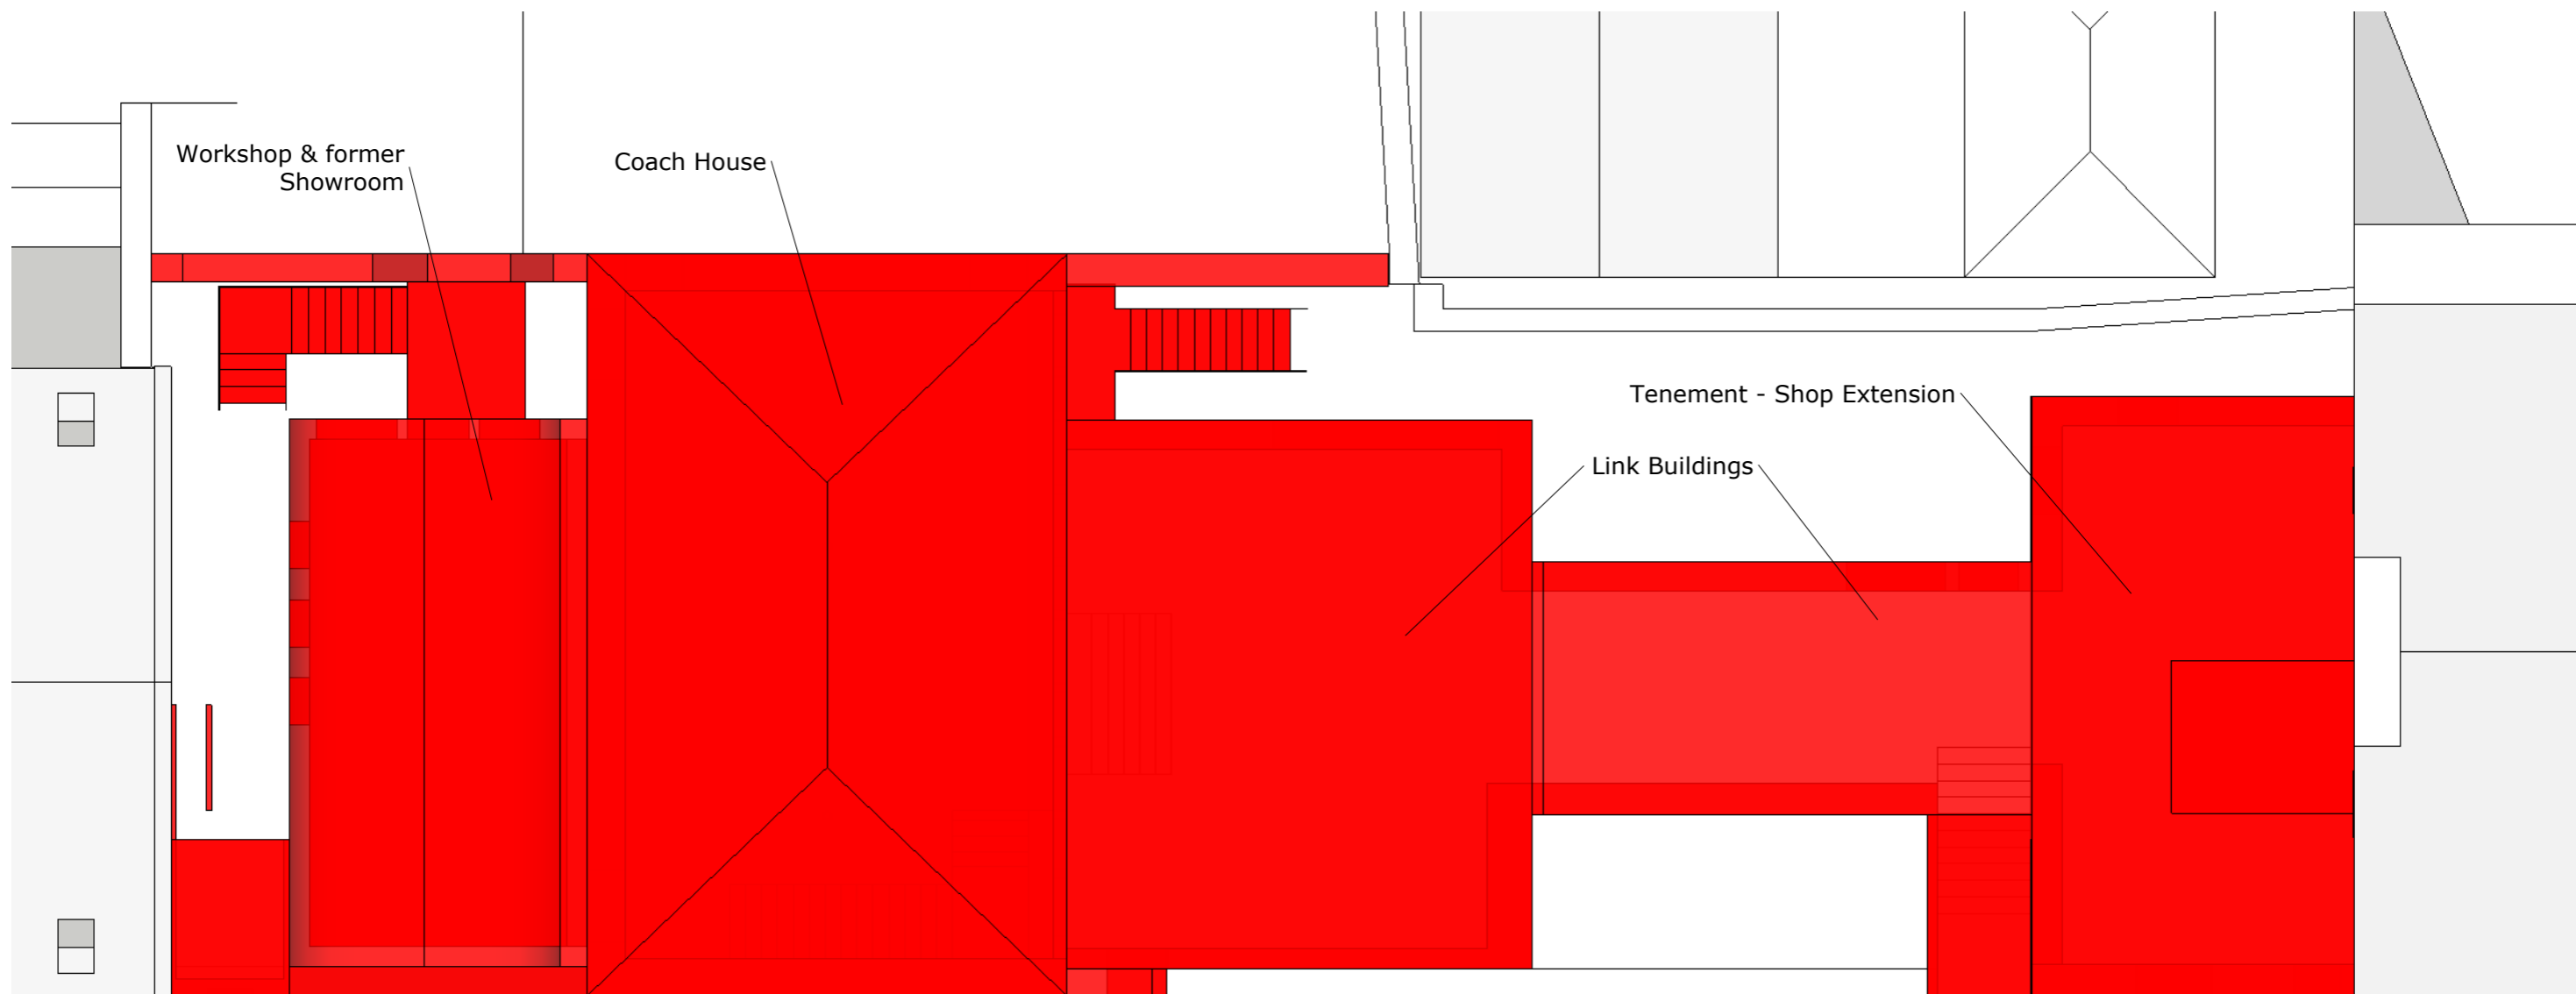 Workshop & former
Showroom
Coach House
Tenement - Shop Extension
Link Buildings